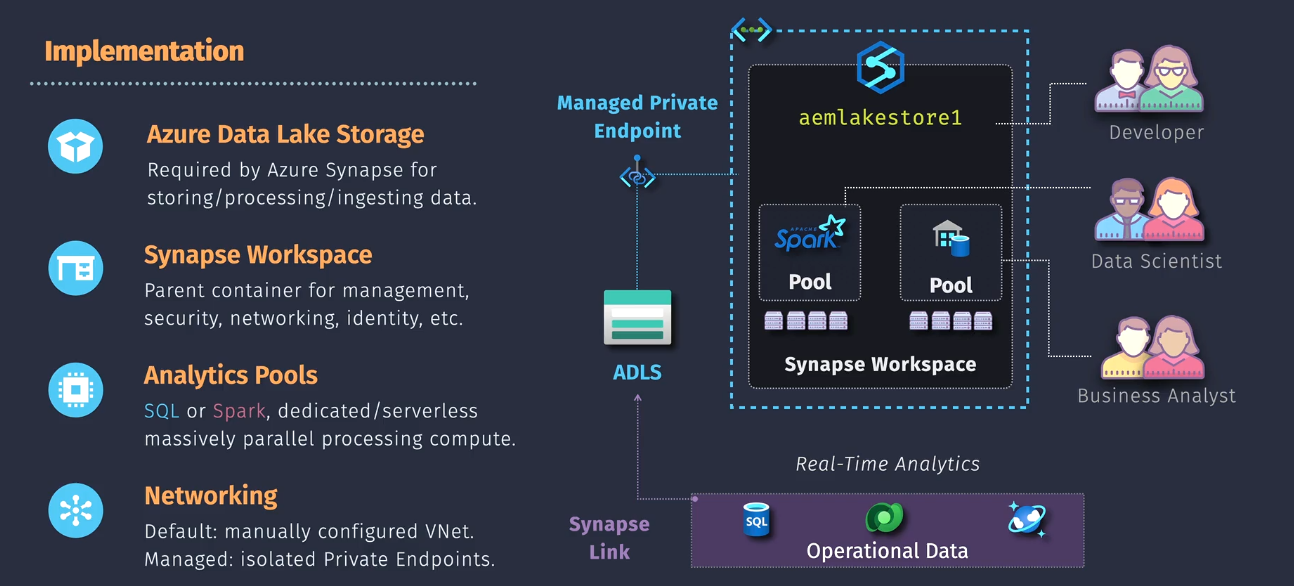 Implementation
Azure Data Lake Storage
Required by Azure Synapse for
storing/processing/ingesting data.
Synapse Workspace
Parent container for management,
security, networking, identity, etc.
Analytics Pools
SQL or Spark, dedicated/serverless
massively parallel processing compute.
Networking
Default: manually configured VNet.
Managed: isolated Private Endpoints.
Managed Private
Endpoint
ADLS
Synapse
Link
aemlakestore1
APACHE
Spark
Pool
Pool
Synapse Workspace
Developer
Data Scientist
Business Analyst
Real-Time Analytics
SQL
Operational Data